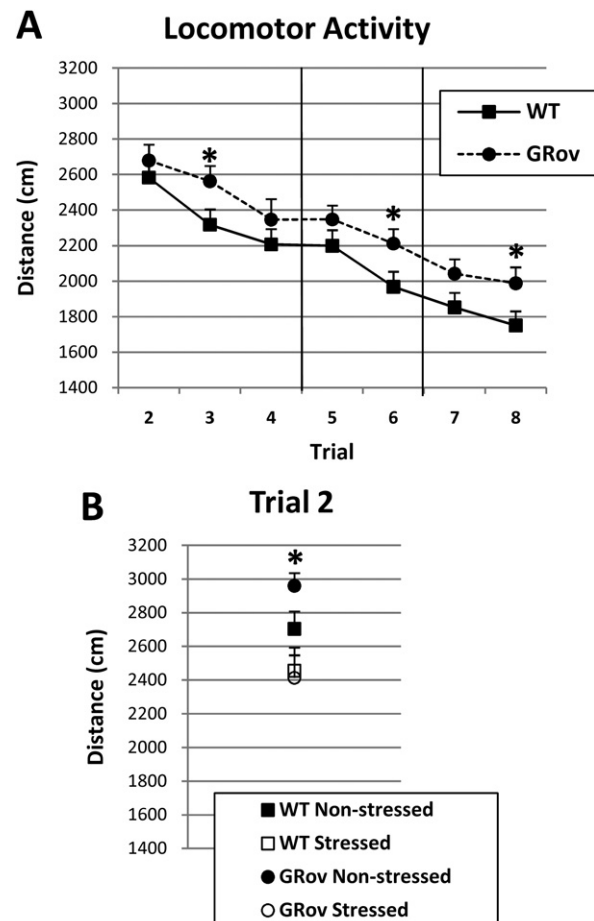 A
Locomotor Activity
3200
3000
2800
2600
2400
2200
2000
1800
1600
1400
Distance (cm)
WT
GRov
*
*
*
2 3 4 5 6 7 8
Trial
B
Trial 2
3200
3000
2800
2600
2400
2200
2000
1800
1600
1400
Distance (cm)
*
WT Non-stressed
WT Stressed
GRov Non-stressed
GRov Stressed